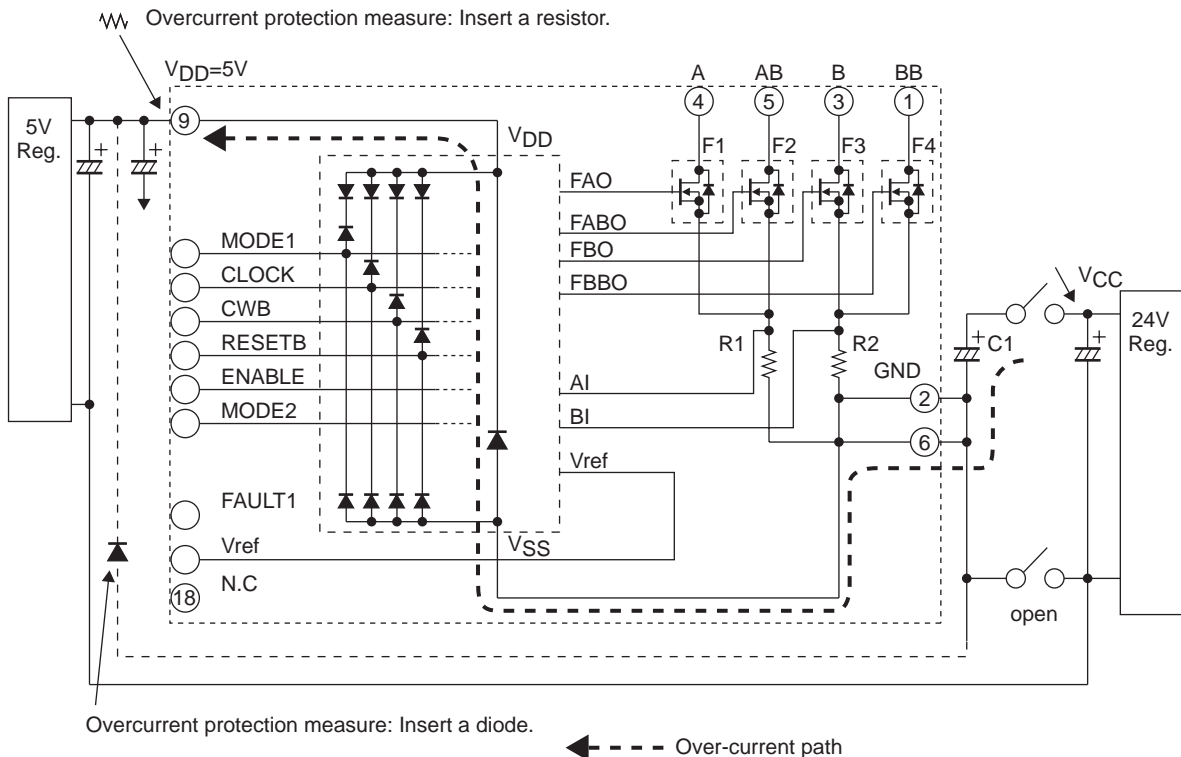 Overcurrent protection measure: Insert a resistor.
VDD=5V
A AB B BB
4 5 3 1
5V
Reg.
+ +
9
VDD
F1 F2 F3 F4
FAO
FABO
FBO
FBBO
MODE1
CLOCK
CWB
RESETB
ENABLE
MODE2
R1 R2
AI
BI
GND
2
6
VCC
+ C1 +
24V
Reg.
Vref
FAULT1
VSS
Vref
N.C
18
open
Overcurrent protection measure: Insert a diode.
Over-current path